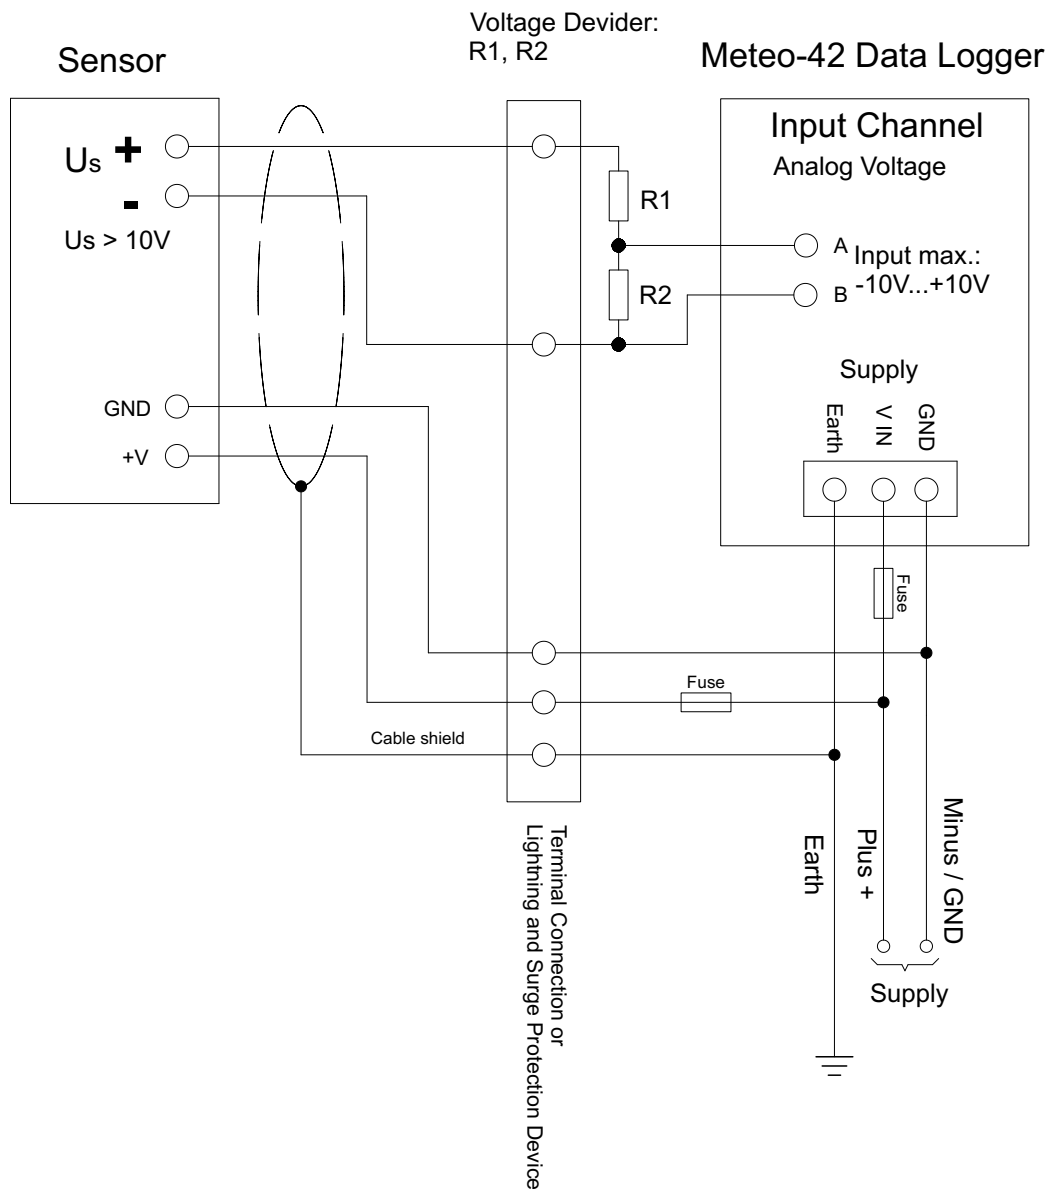 Voltage Devider:
R1, R2
Sensor
Meteo-42 Data Logger
Input Channel
Analog Voltage
Us +
-
Us > 10V
R1
R2
A
B
Input max.:
-10V...+10V
Supply
Earth
V IN
GND
GND
+V
Fuse
Fuse
Cable shield
Terminal Connection or
Lightning and Surge Protection Device
Earth
Plus +
Minus / GND
Supply